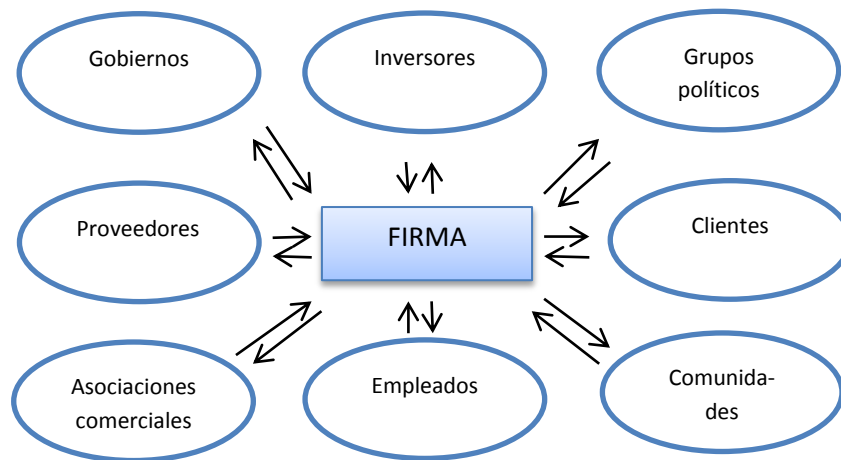 Gobiernos
Inversores
Grupos
políticos
Proveedores
FIRMA
Clientes
Asociaciones
comerciales
Empleados
Comunida-
des